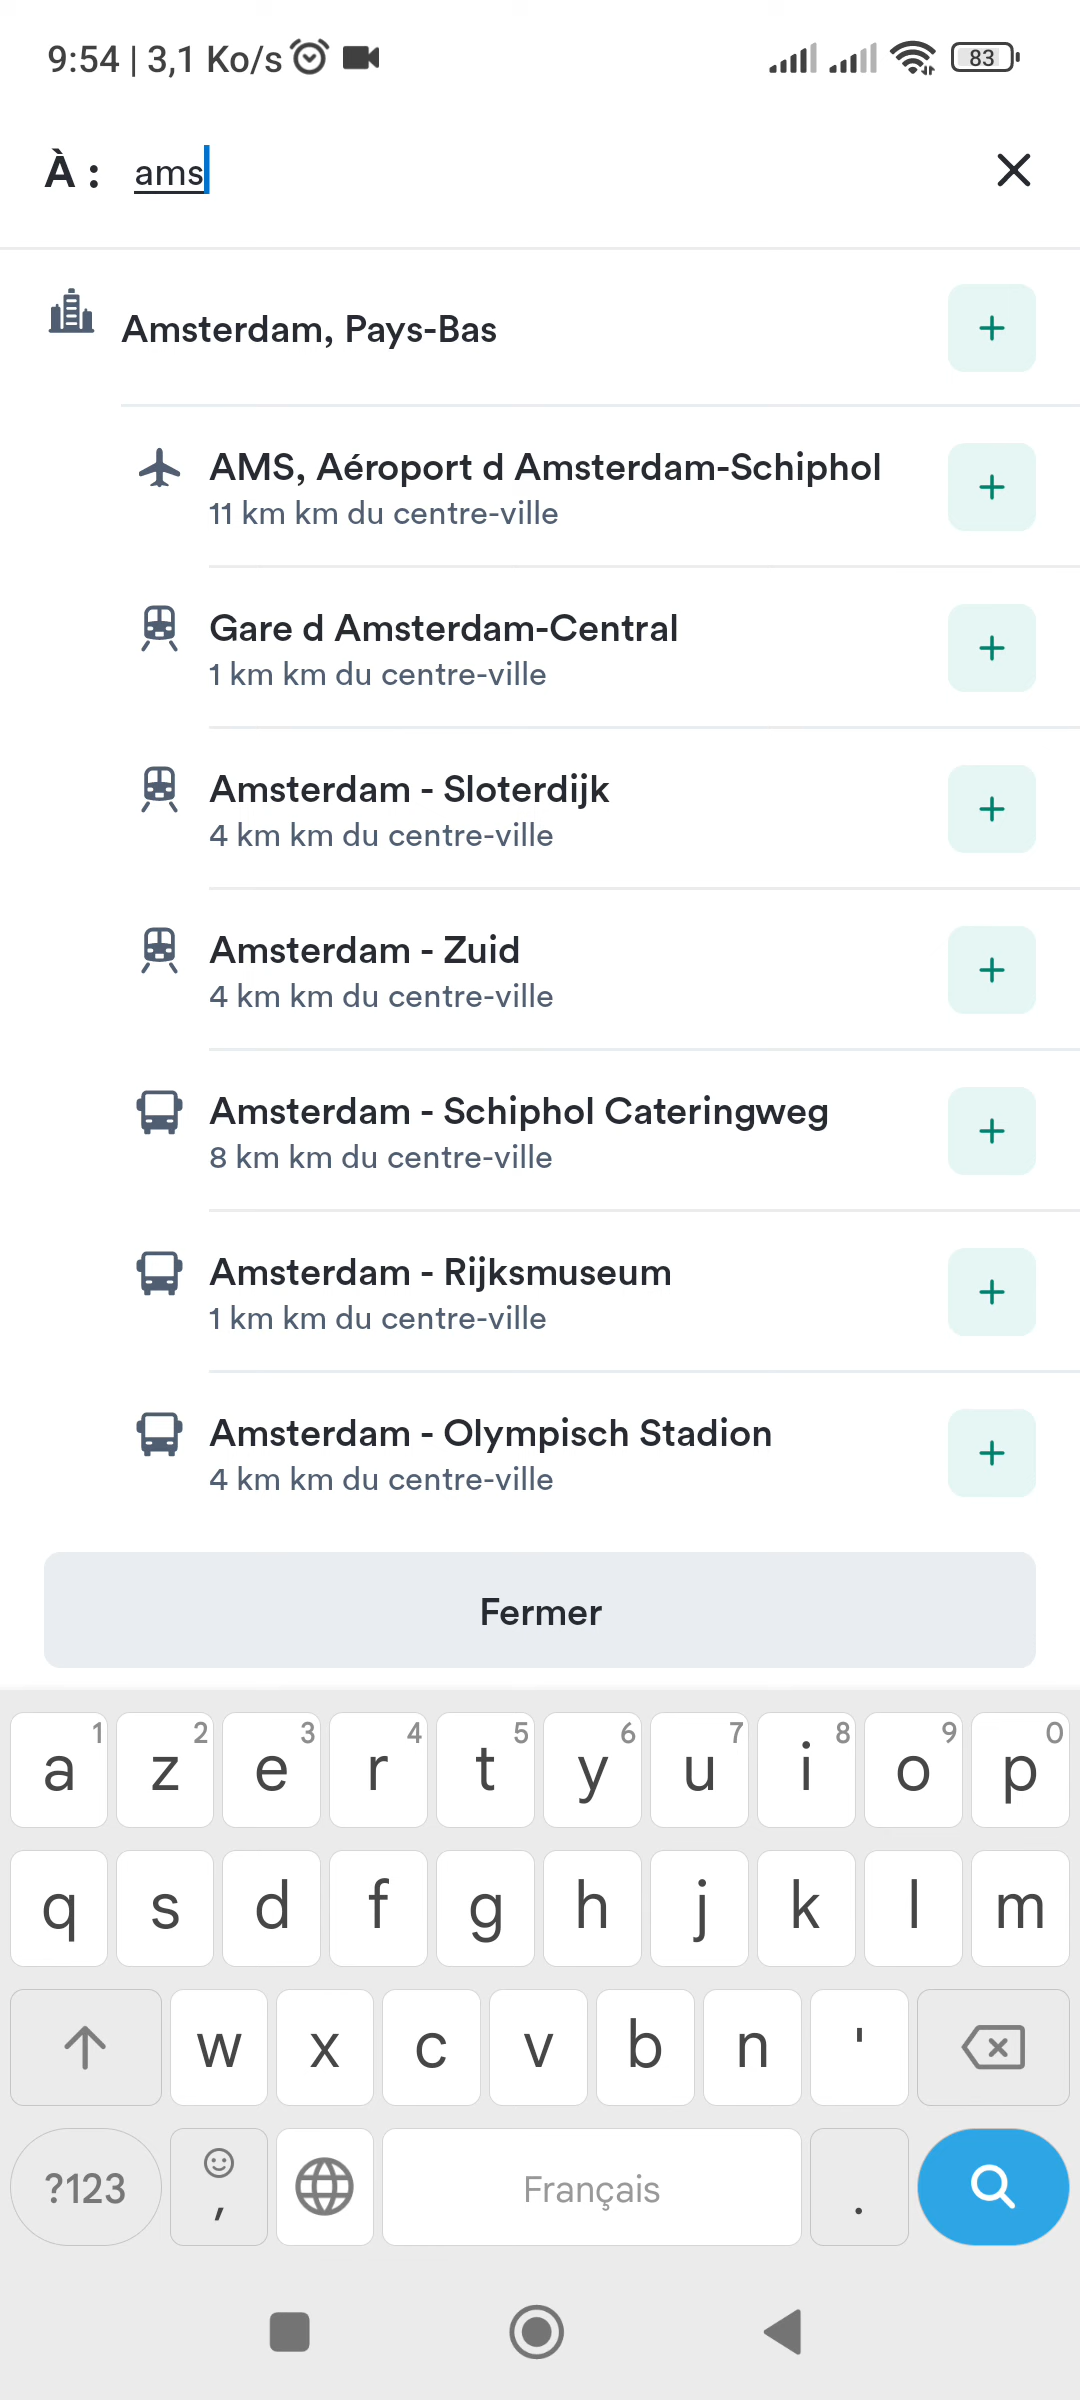 9:54 | 3,1 Ko/s 83
À : ams
Amsterdam, Pays-Bas
AMS, Aéroport d Amsterdam-Schiphol
11 km km du centre-ville
Gare d Amsterdam-Central
1 km km du centre-ville
Amsterdam - Sloterdijk
4 km km du centre-ville
Amsterdam - Zuid
4 km km du centre-ville
Amsterdam - Schiphol Cateringweg
8 km km du centre-ville
Amsterdam - Rijksmuseum
1 km km du centre-ville
Amsterdam - Olympisch Stadion
4 km km du centre-ville
Fermer
1 2 3 4 5 6 7 8 9 0
a z e r t y u i o p
q s d f g h j k l m
w x c v b n '
?123 , Français .